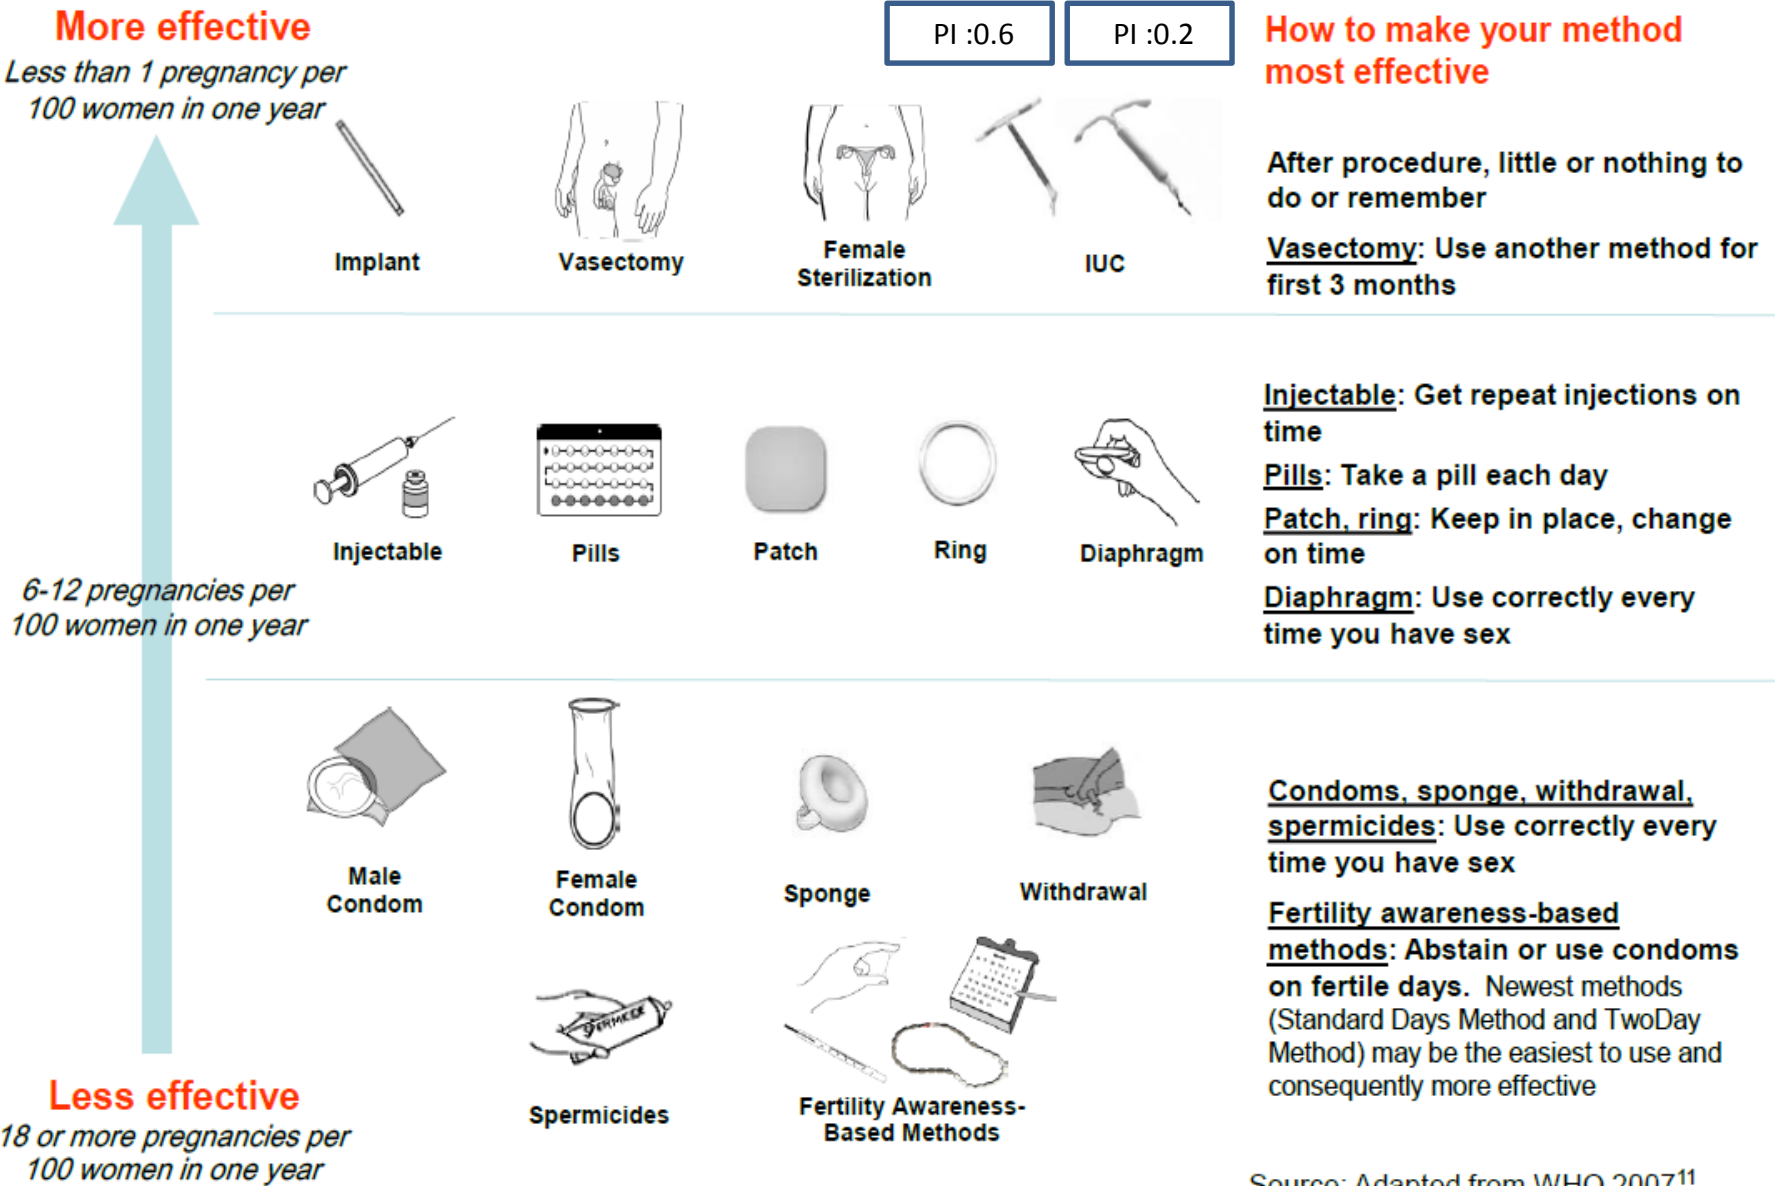 More effective
Less than 1 pregnancy per
100 women in one year
PI :0.6
PI :0.2
How to make your method
most effective
Implant
Vasectomy
Female
Sterilization
IUC
After procedure, little or nothing to
do or remember
Vasectomy: Use another method for
first 3 months
6-12 pregnancies per
100 women in one year
Injectable
Pills
Patch
Ring
Diaphragm
Injectable: Get repeat injections on
time
Pills: Take a pill each day
Patch, ring: Keep in place, change
on time
Diaphragm: Use correctly every
time you have sex
Male
Condom
Female
Condom
Sponge
Withdrawal
Spermicides
Fertility Awareness-
Based Methods
Condoms, sponge, withdrawal,
spermicides: Use correctly every
time you have sex
Fertility awareness-based
methods: Abstain or use condoms
on fertile days. Newest methods
(Standard Days Method and TwoDay
Method) may be the easiest to use and
consequently more effective
Less effective
18 or more pregnancies per
100 women in one year
Source: Adapted from WHO 2007¹¹